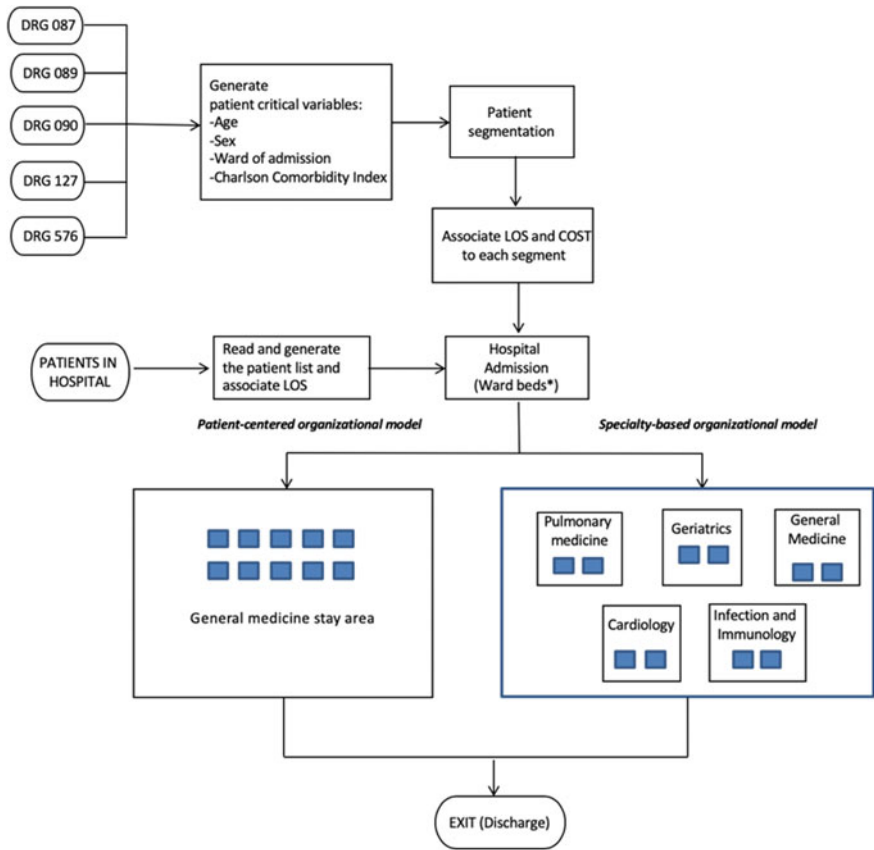 DRG 087
DRG 089
DRG 090
DRG 127
DRG 576
Generate
patient critical variables:
-Age
-Sex
-Ward of admission
-Charlson Comorbidity Index
Patient
segmentation
Associate LOS and COST
to each segment
PATIENTS IN
HOSPITAL
Read and generate
the patient list and
associate LOS
Hospital
Admission
(Ward beds*)
Patient-centered organizational model
Specialty-based organizational model
General medicine stay area
Pulmonary
medicine
Geriatrics
General
Medicine
Cardiology
Infection and
Immunology
EXIT (Discharge)